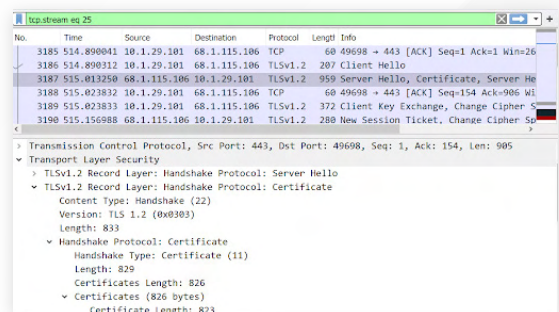 tcp.stream eq 25
No. Time Source Destination Protocol Lengtl Info
3185 514.890041 10.1.29.101 68.1.115.106 TCP 60 49698 → 443 [ACK] Seq=1 Ack=1 Win=26
3186 514.890312 10.1.29.101 68.1.115.106 TLSv1.2 207 Client Hello
3187 515.013250 68.1.115.106 10.1.29.101 TLSv1.2 959 Server Hello, Certificate, Server He
3188 515.023832 10.1.29.101 68.1.115.106 TCP 60 49698 → 443 [ACK] Seq=154 Ack=906 Wi
3189 515.023833 10.1.29.101 68.1.115.106 TLSv1.2 372 Client Key Exchange, Change Cipher S
3190 515.156988 68.1.115.106 10.1.29.101 TLSv1.2 280 New Session Ticket, Change Cipher Sp
Transmission Control Protocol, Src Port: 443, Dst Port: 49698, Seq: 1, Ack: 154, Len: 905
Transport Layer Security
TLSv1.2 Record Layer: Handshake Protocol: Server Hello
TLSv1.2 Record Layer: Handshake Protocol: Certificate
Content Type: Handshake (22)
Version: TLS 1.2 (0x0303)
Length: 833
Handshake Protocol: Certificate
Handshake Type: Certificate (11)
Length: 829
Certificates Length: 826
Certificates (826 bytes)
Certificate Length: 823